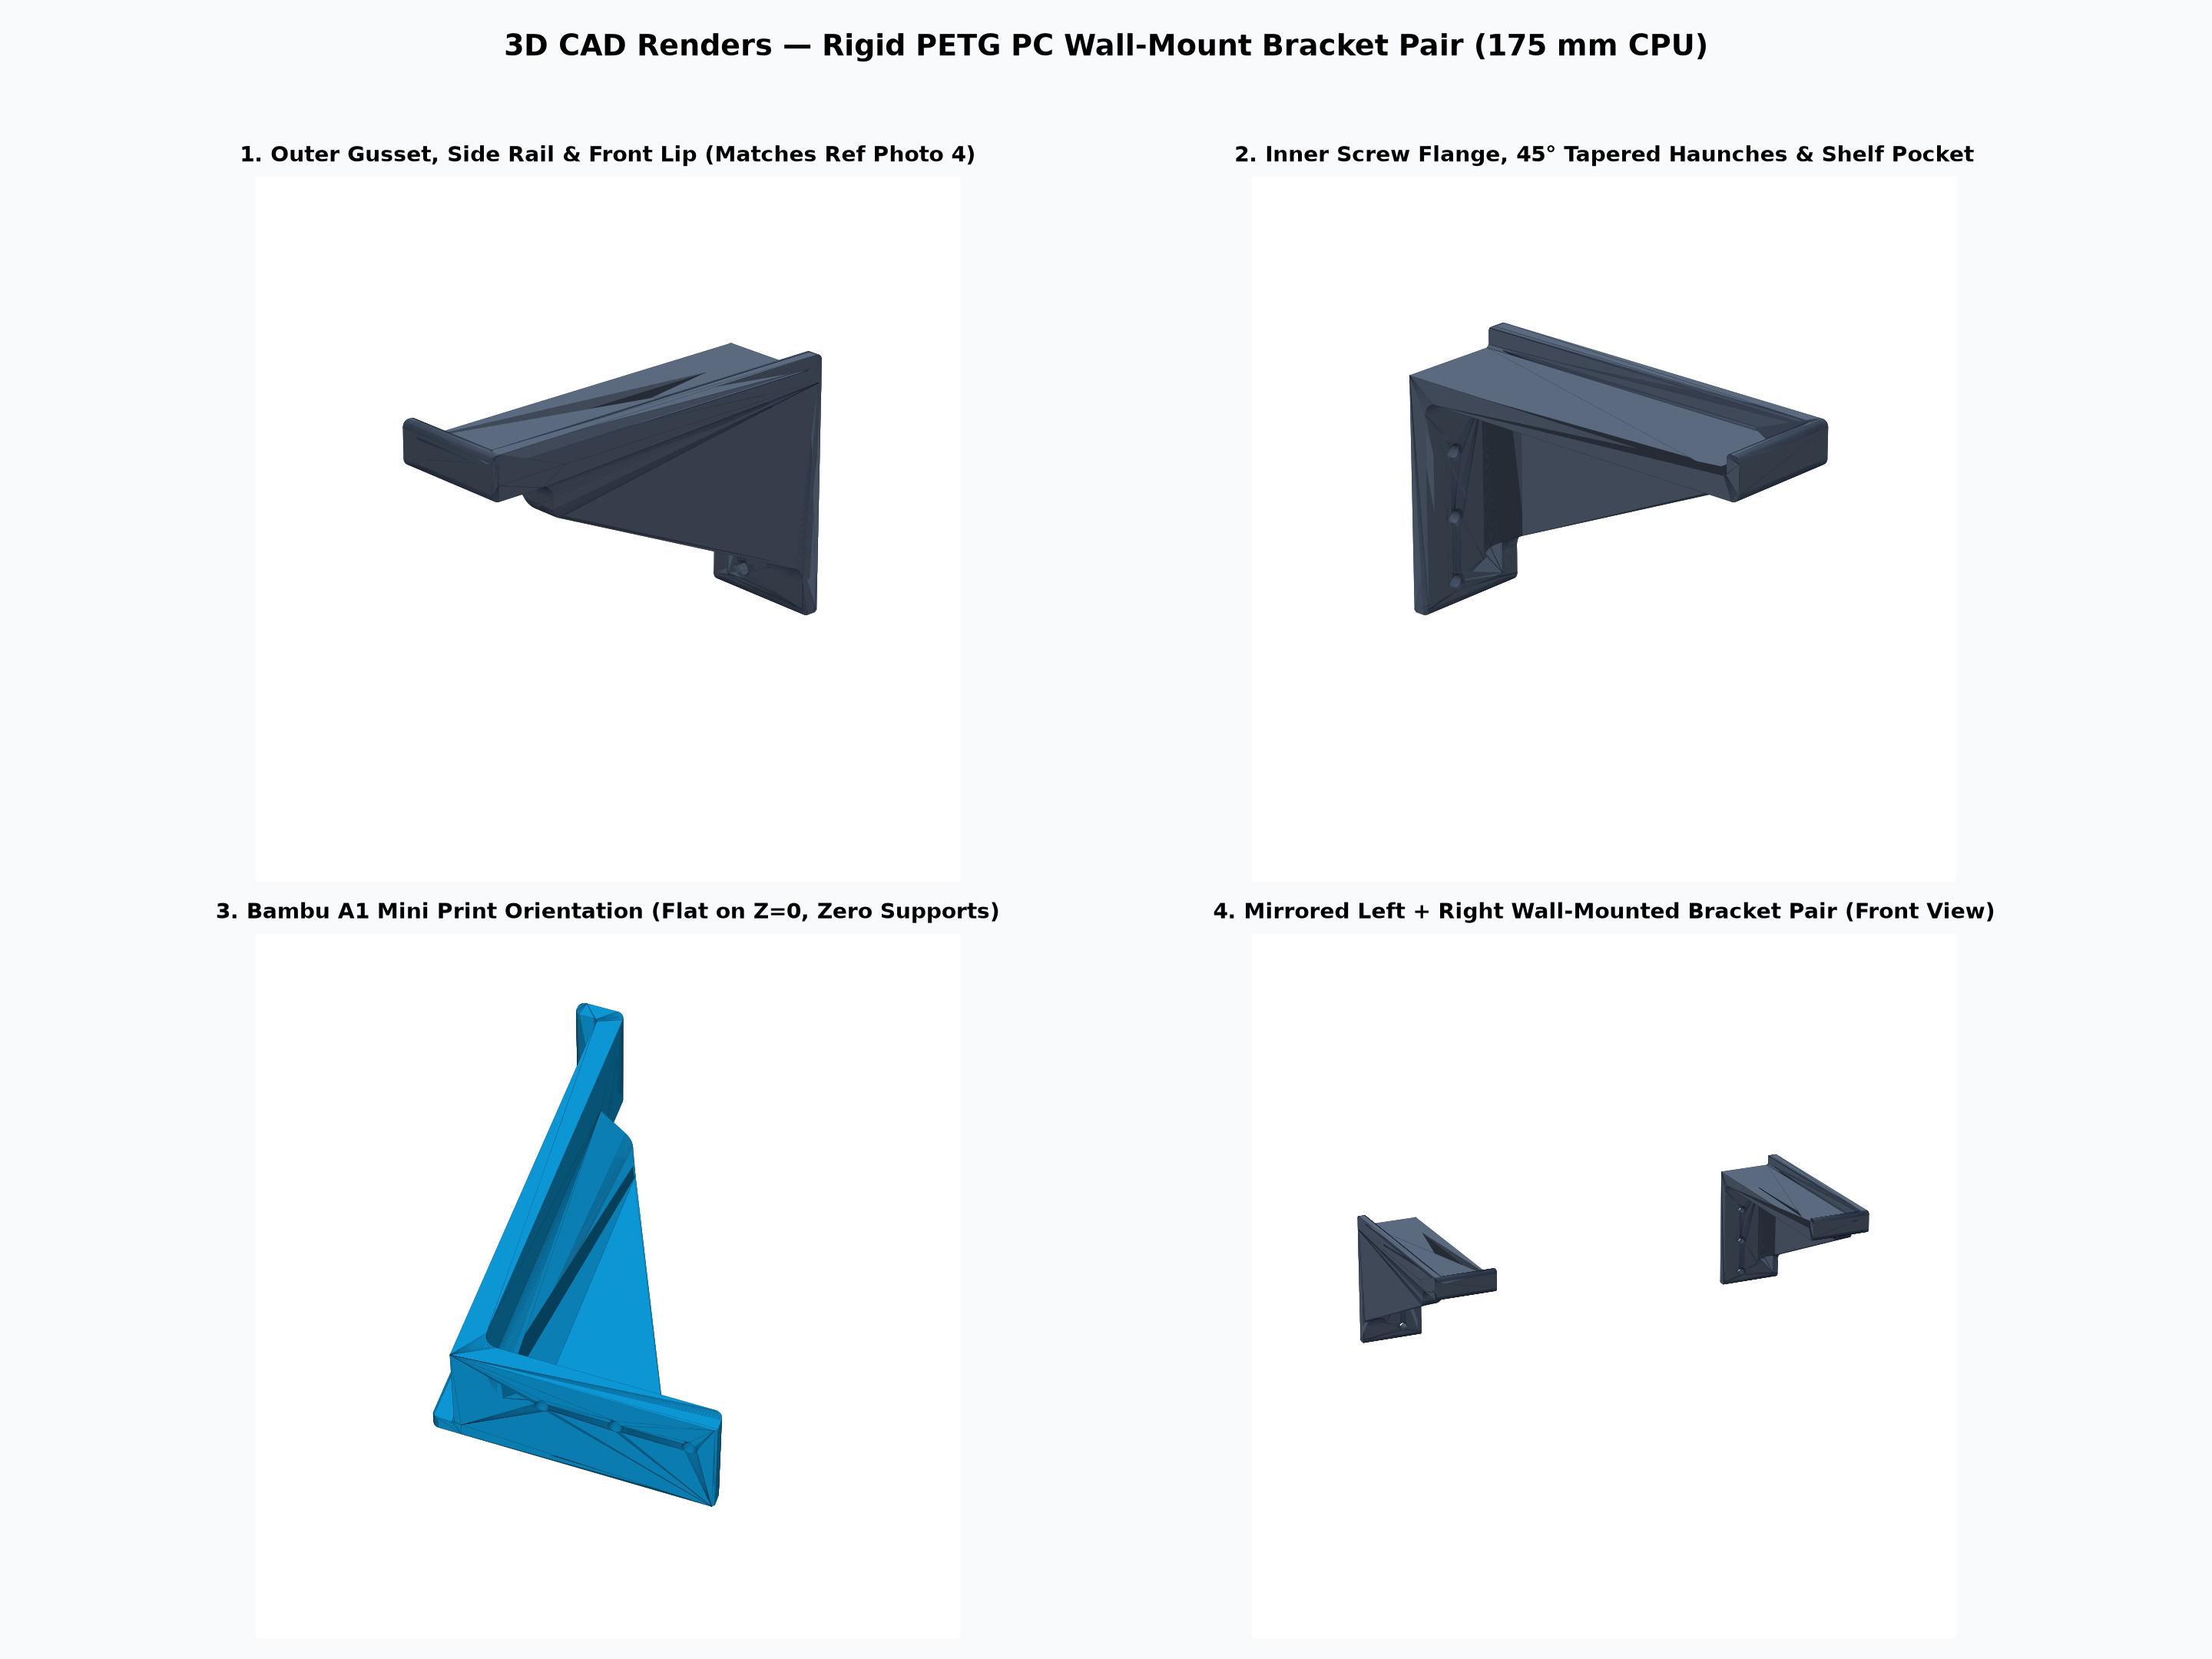 3D CAD Renders — Rigid PETG PC Wall-Mount Bracket Pair (175 mm CPU)
1. Outer Gusset, Side Rail & Front Lip (Matches Ref Photo 4)
2. Inner Screw Flange, 45° Tapered Haunches & Shelf Pocket
3. Bambu A1 Mini Print Orientation (Flat on Z=0, Zero Supports)
4. Mirrored Left + Right Wall-Mounted Bracket Pair (Front View)